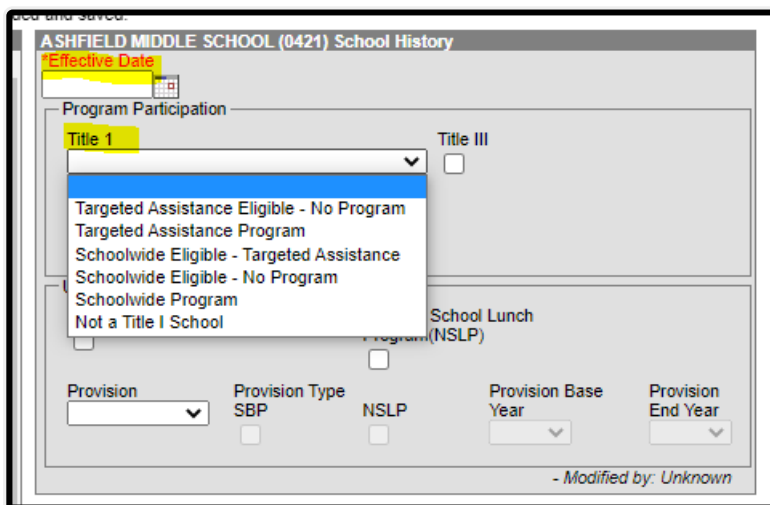 and saved.
ASHFIELD MIDDLE SCHOOL (0421) School History
*Effective Date
Program Participation
Title 1
Title III
Targeted Assistance Eligible - No Program
Targeted Assistance Program
Schoolwide Eligible - Targeted Assistance
Schoolwide Eligible - No Program
Schoolwide Program
Not a Title I School
School Lunch
Program(NSLP)
Provision
Provision Type
SBP
NSLP
Provision Base
Year
Provision
End Year
- Modified by: Unknown